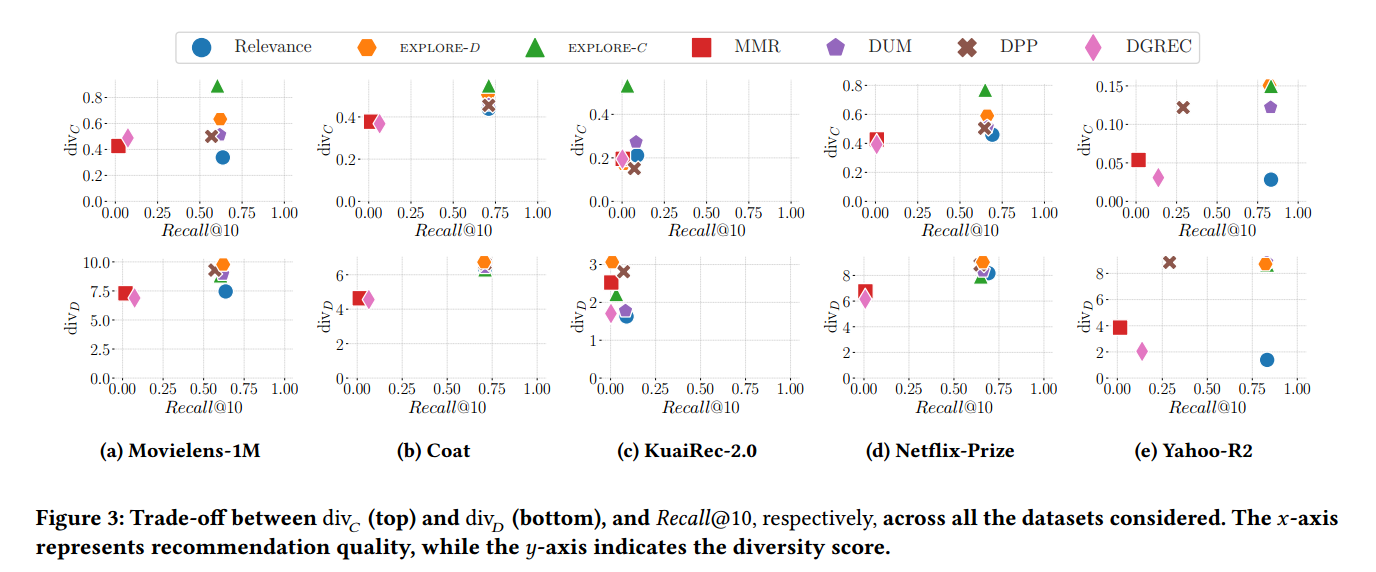 Relevance EXPLORE-D EXPLORE-C MMR DUM DPP DGREC
div_C
0.8
0.6
0.4
0.2
0.0
0.00 0.25 0.50 0.75 1.00
Recall@10
div_C
0.4
0.2
0.0
0.00 0.25 0.50 0.75 1.00
Recall@10
div_C
0.4
0.2
0.0
0.00 0.25 0.50 0.75 1.00
Recall@10
div_C
0.8
0.6
0.4
0.2
0.0
0.00 0.25 0.50 0.75 1.00
Recall@10
div_C
0.15
0.10
0.05
0.00
0.00 0.25 0.50 0.75 1.00
Recall@10
div_D
10.0
7.5
5.0
2.5
0.0
0.00 0.25 0.50 0.75 1.00
Recall@10
div_D
6
4
2
0
0.00 0.25 0.50 0.75 1.00
Recall@10
div_D
3
2
1
0
0.00 0.25 0.50 0.75 1.00
Recall@10
div_D
8
6
4
2
0
0.00 0.25 0.50 0.75 1.00
Recall@10
div_D
8
6
4
2
0
0.00 0.25 0.50 0.75 1.00
Recall@10
(a) Movielens-1M
(b) Coat
(c) KuaiRec-2.0
(d) Netflix-Prize
(e) Yahoo-R2
Figure 3: Trade-off between div_C (top) and div_D (bottom), and Recall@10, respectively, across all the datasets considered. The x-axis
represents recommendation quality, while the y-axis indicates the diversity score.